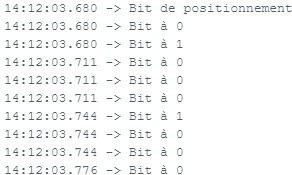 14:12:03.680 -> Bit de positionnement
14:12:03.680 -> Bit à 0
14:12:03.680 -> Bit à 1
14:12:03.711 -> Bit à 0
14:12:03.711 -> Bit à 0
14:12:03.711 -> Bit à 0
14:12:03.744 -> Bit à 1
14:12:03.744 -> Bit à 0
14:12:03.744 -> Bit à 0
14:12:03.776 -> Bit à 0